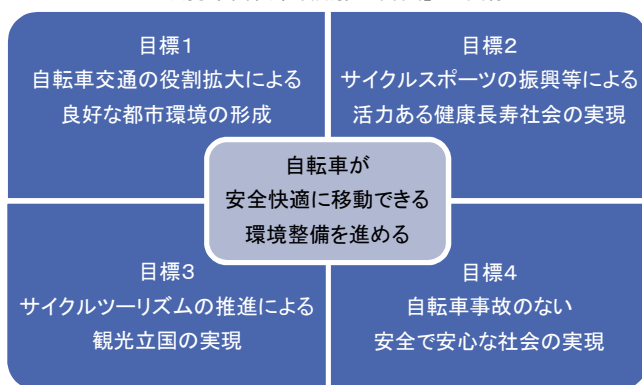 目標1
自転車交通の役割拡大による
良好な都市環境の形成
目標2
サイクルスポーツの振興等による
活力ある健康長寿社会の実現
自転車が
安全快適に移動できる
環境整備を進める
目標3
サイクルツーリズムの推進による
観光立国の実現
目標4
自転車事故のない
安全で安心な社会の実現